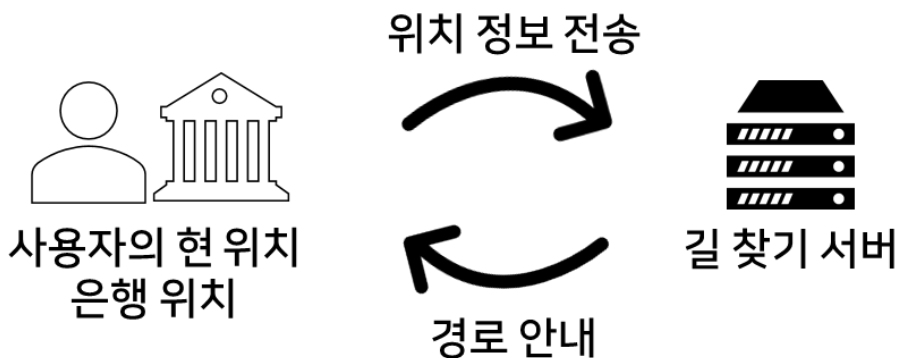 위치 정보 전송
사용자의 현 위치
은행 위치
길 찾기 서버
경로 안내